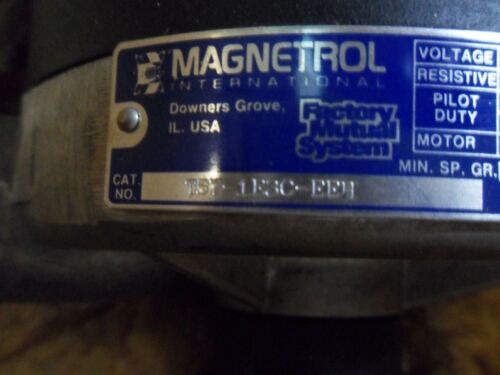 MAGNETROL
INTERNATIONAL
Downers Grove,
IL. USA
Factory
Mutual
System
VOLTAGE
RESISTIVE
PILOT
DUTY
MOTOR
MIN. SP. GR.
CAT.
NO.